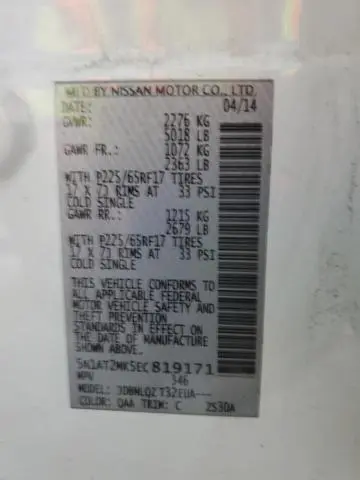 MFD BY NISSAN MOTOR CO., LTD.
DATE: 04/14
GVWR: 2276 KG
5018 LB
GAWR FR.: 1072 KG
2363 LB
WITH P225/65RF17 TIRES
17 X 7J RIMS AT 33 PSI
COLD SINGLE
GAWR RR.: 1215 KG
2679 LB
WITH P225/65RF17 TIRES
17 X 7J RIMS AT 33 PSI
COLD SINGLE
THIS VEHICLE CONFORMS TO
ALL APPLICABLE FEDERAL
MOTOR VEHICLE SAFETY AND
THEFT PREVENTION
STANDARDS IN EFFECT ON
THE DATE OF MANUFACTURE
SHOWN ABOVE.
5N1AT2MK5EC819171
MPV 346
MODEL:
COLOR: QAA TRIM: C 2S30A